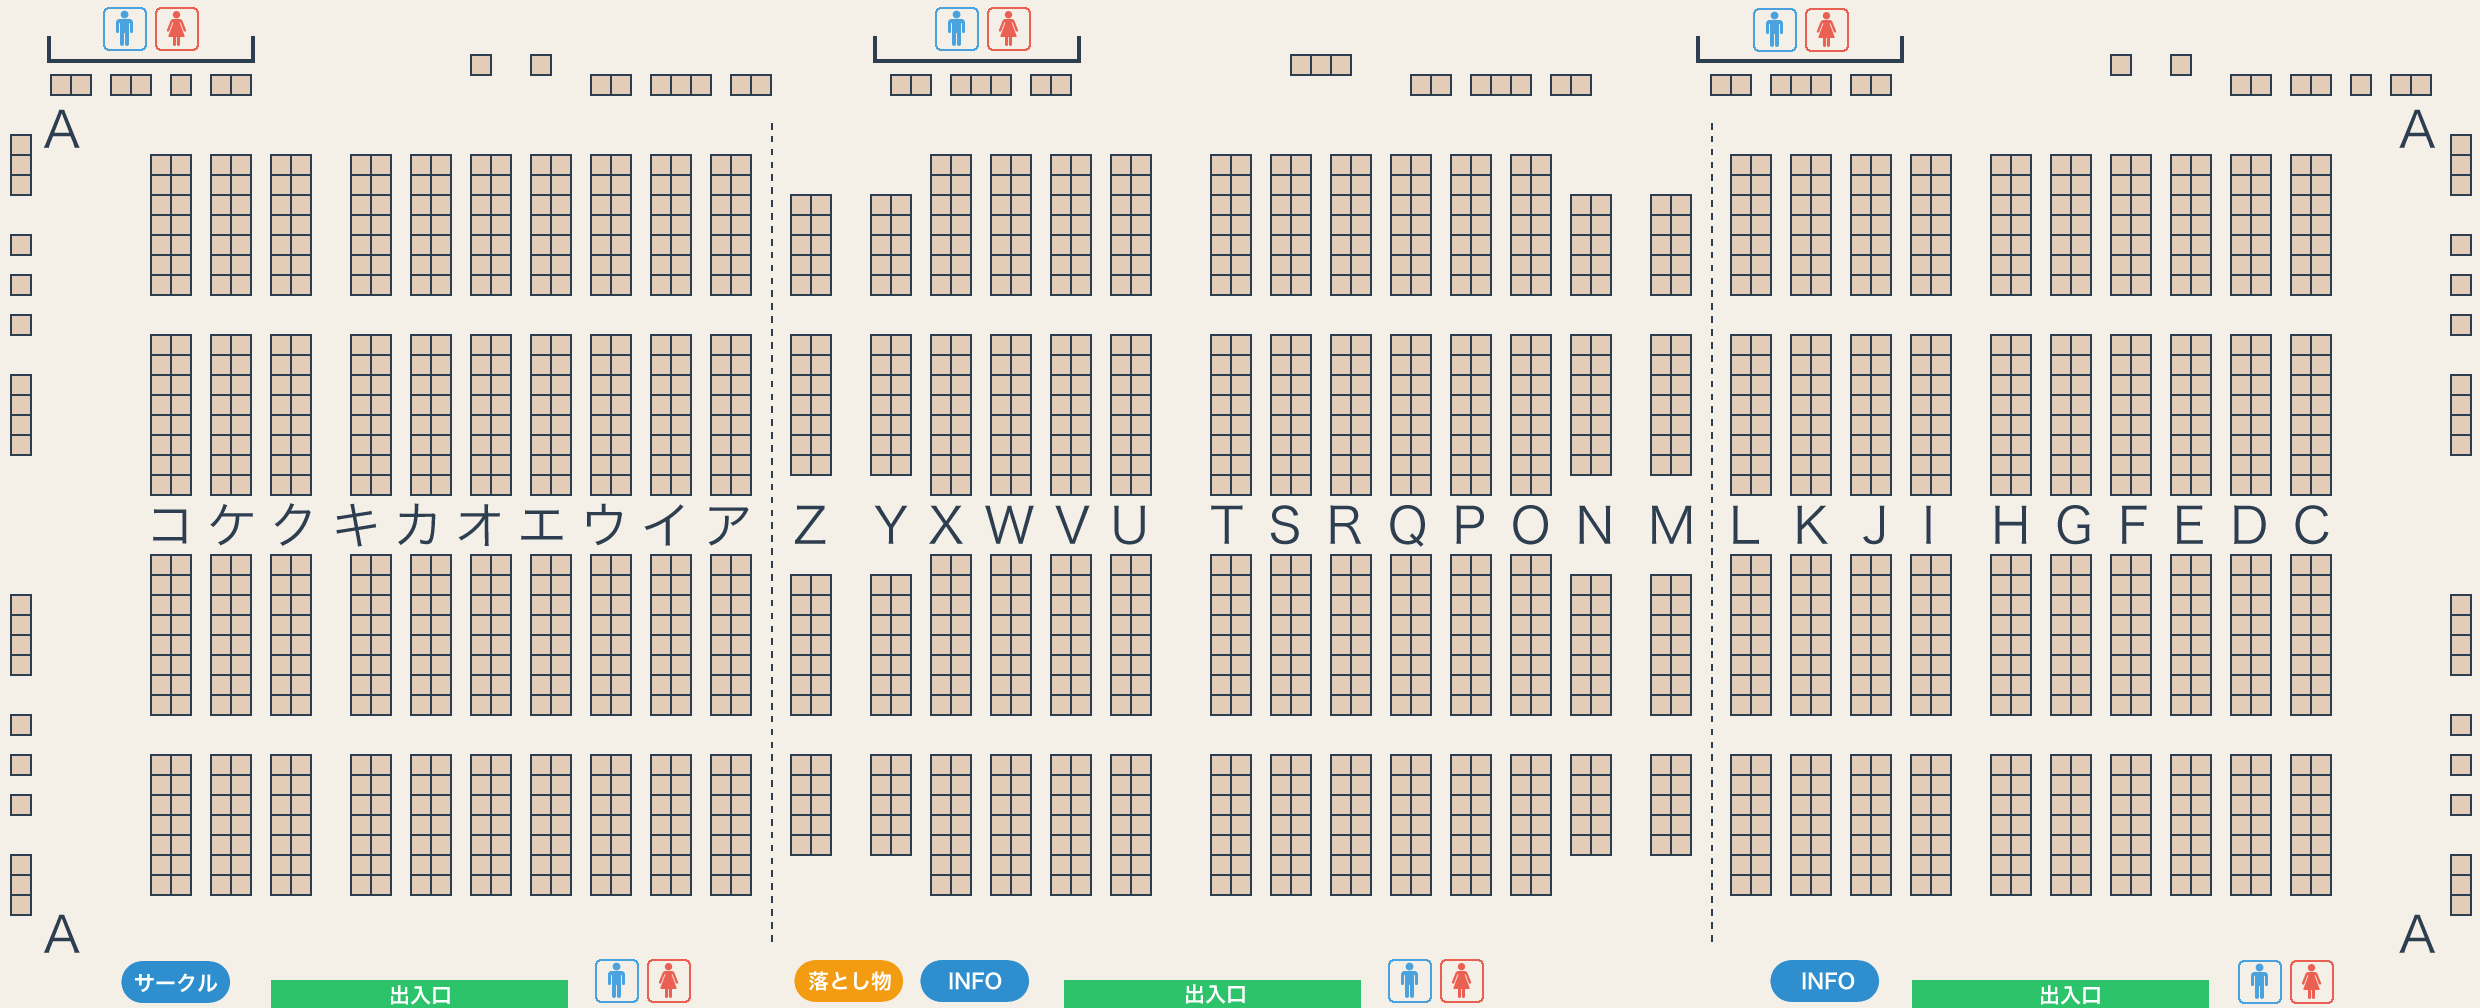 A A
コ ケ ク キ カ オ エ ウ イ ア Z Y X W V U T S R Q P O N M L K J I H G F E D C
A A
サークル 出入口 落とし物 INFO 出入口 INFO 出入口